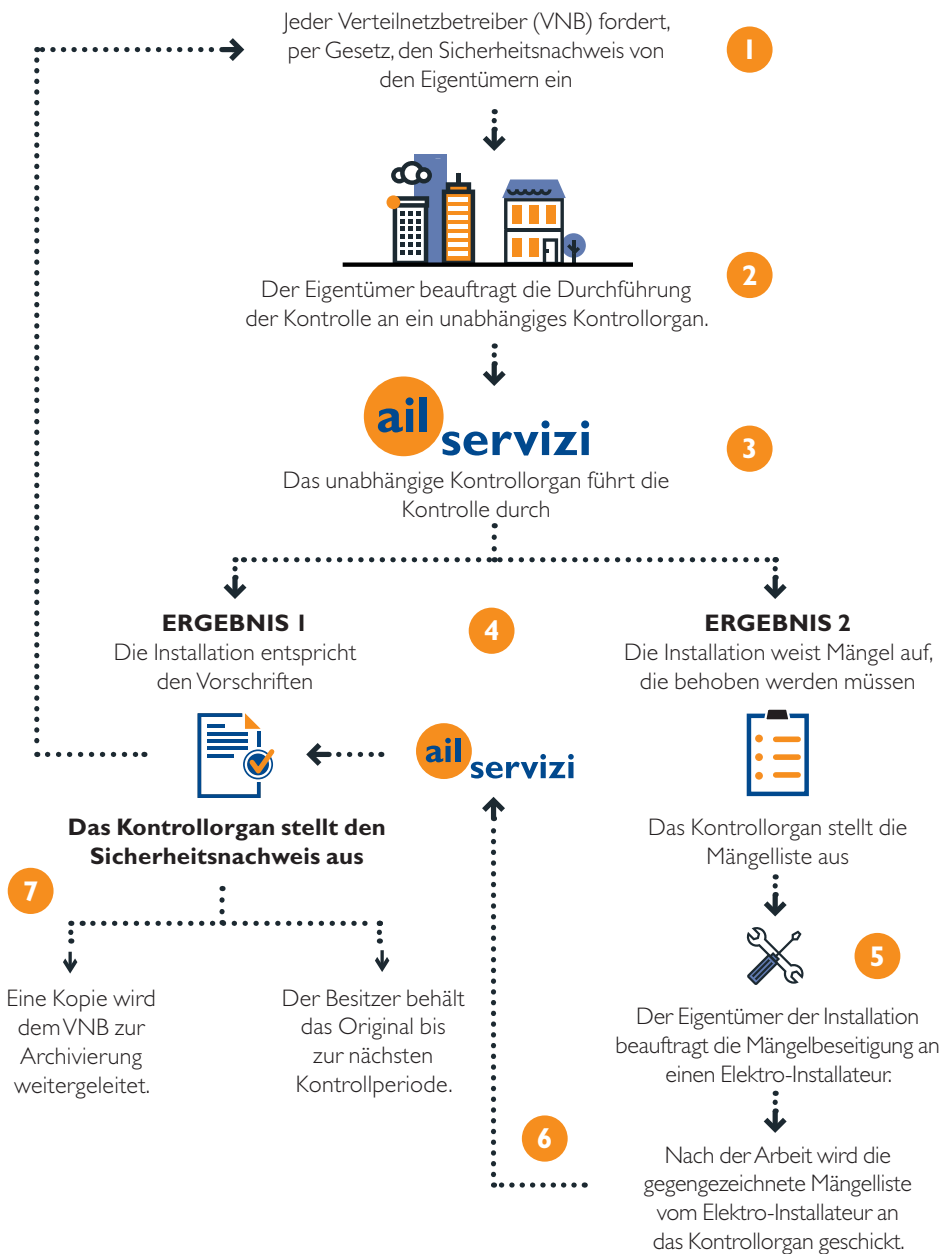 Jeder Verteilnetzbetreiber (VNB) fordert,
per Gesetz, den Sicherheitsnachweis von
den Eigentümern ein
1
2
Der Eigentümer beauftragt die Durchführung
der Kontrolle an ein unabhängiges Kontrollorgan.
ail
servizi
3
Das unabhängige Kontrollorgan führt die
Kontrolle durch
4
ERGEBNIS 1
Die Installation entspricht
den Vorschriften
ERGEBNIS 2
Die Installation weist Mängel auf,
die behoben werden müssen
ail
servizi
Das Kontrollorgan stellt den
Sicherheitsnachweis aus
Das Kontrollorgan stellt die
Mängelliste aus
7
5
Eine Kopie wird
dem VNB zur
Archivierung
weitergeleitet.
Der Besitzer behält
das Original bis
zur nächsten
Kontrollperiode.
Der Eigentümer der Installation
beauftragt die Mängelbeseitigung an
einen Elektro-Installateur.
6
Nach der Arbeit wird die
gegengezeichnete Mängelliste
vom Elektro-Installateur an
das Kontrollorgan geschickt.